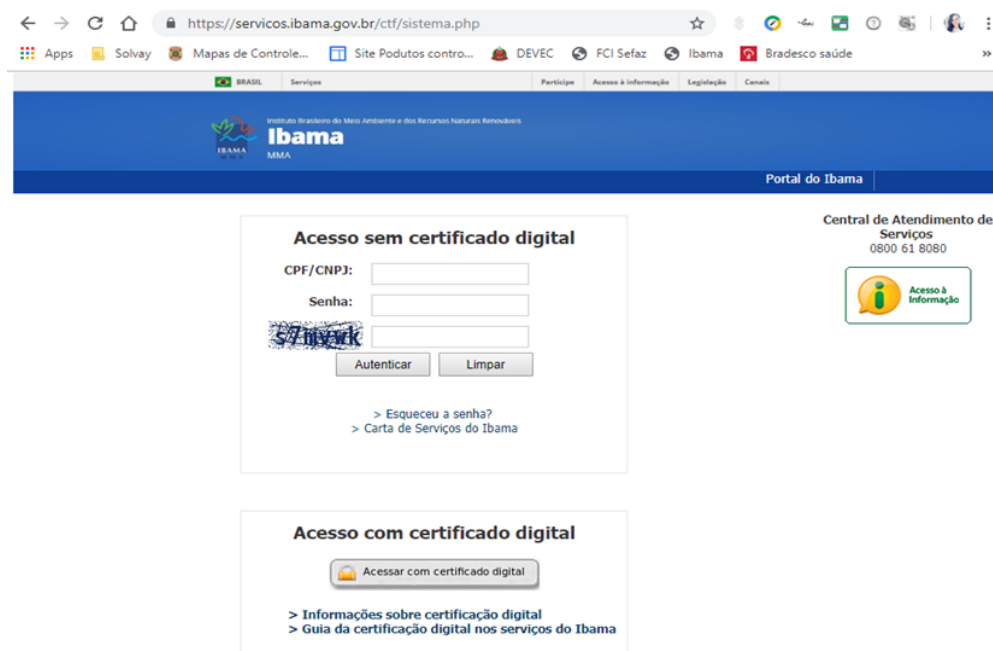 https://servicos.ibama.gov.br/ctf/sistema.php
Apps Solvay Mapas de Controle... Site Podutos contro... DEVEC FCI Sefaz Ibama Bradesco saúde »
BRASIL Serviços Participe Acesso à informação Legislação Canais
Instituto Brasileiro do Meio Ambiente e dos Recursos Naturais Renováveis
Ibama
MMA
IBAMA
M M A
Portal do Ibama
Acesso sem certificado digital
CPF/CNPJ:
Senha:
s7mvwk
Autenticar Limpar
> Esqueceu a senha?
> Carta de Serviços do Ibama
Central de Atendimento de
Serviços
0800 61 8080
Acesso à
Informação
Acesso com certificado digital
Acessar com certificado digital
> Informações sobre certificação digital
> Guia da certificação digital nos serviços do Ibama